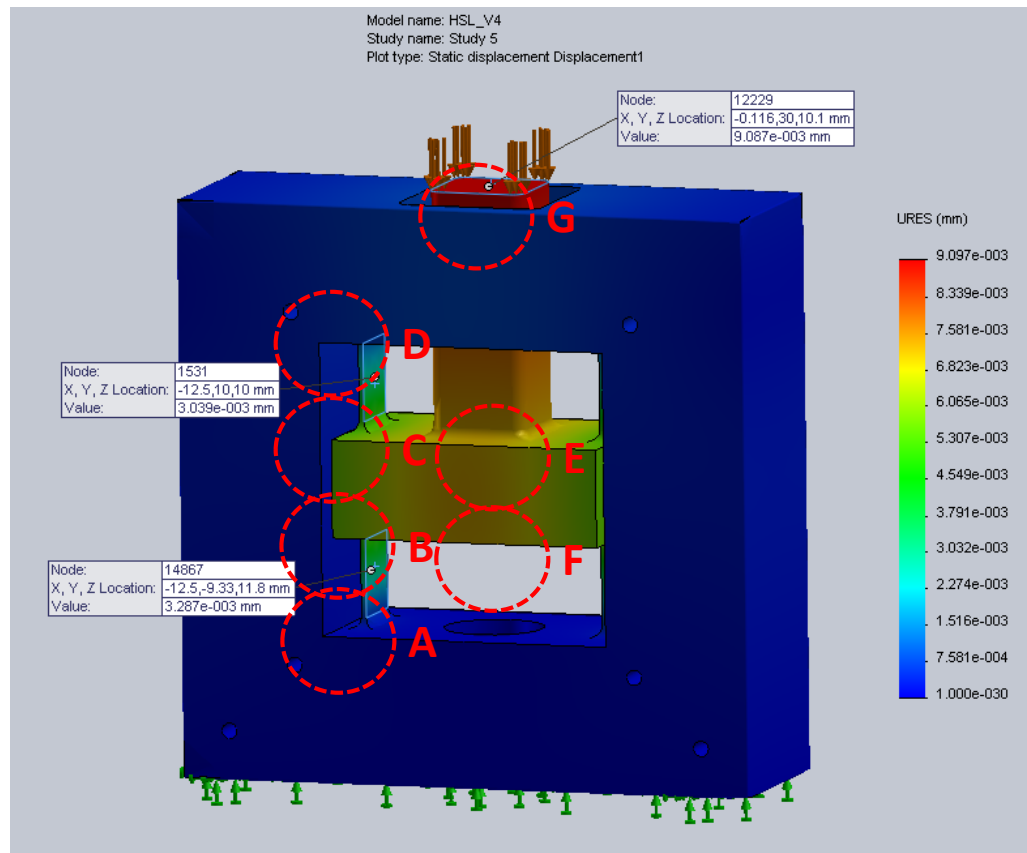 Model name: HSL_V4
Study name: Study 5
Plot type: Static displacement Displacement1
Node: 12229
X, Y, Z Location: -0.116,30,10.1 mm
Value: 9.087e-003 mm
G
URES (mm)
9.097e-003
8.339e-003
7.581e-003
6.823e-003
6.065e-003
5.307e-003
4.549e-003
3.791e-003
3.032e-003
2.274e-003
1.516e-003
7.581e-004
1.000e-030
D
Node: 1531
X, Y, Z Location: -12.5,10,10 mm
Value: 3.039e-003 mm
C
E
B
F
Node: 14867
X, Y, Z Location: -12.5,-9.33,11.8 mm
Value: 3.287e-003 mm
A